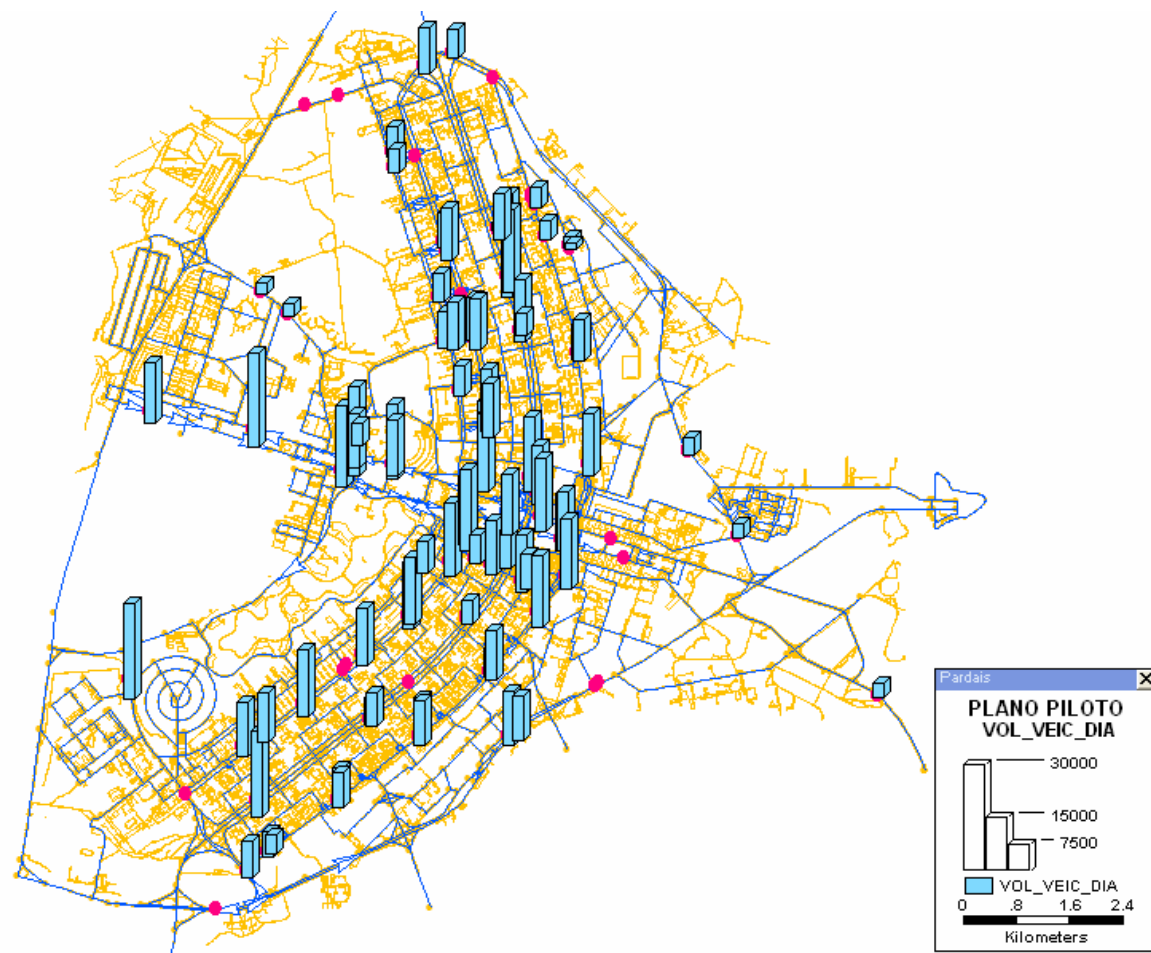 Pardais
PLANO PILOTO
VOL_VEIC_DIA
30000
15000
7500
VOL_VEIC_DIA
0 .8 1.6 2.4
Kilometers